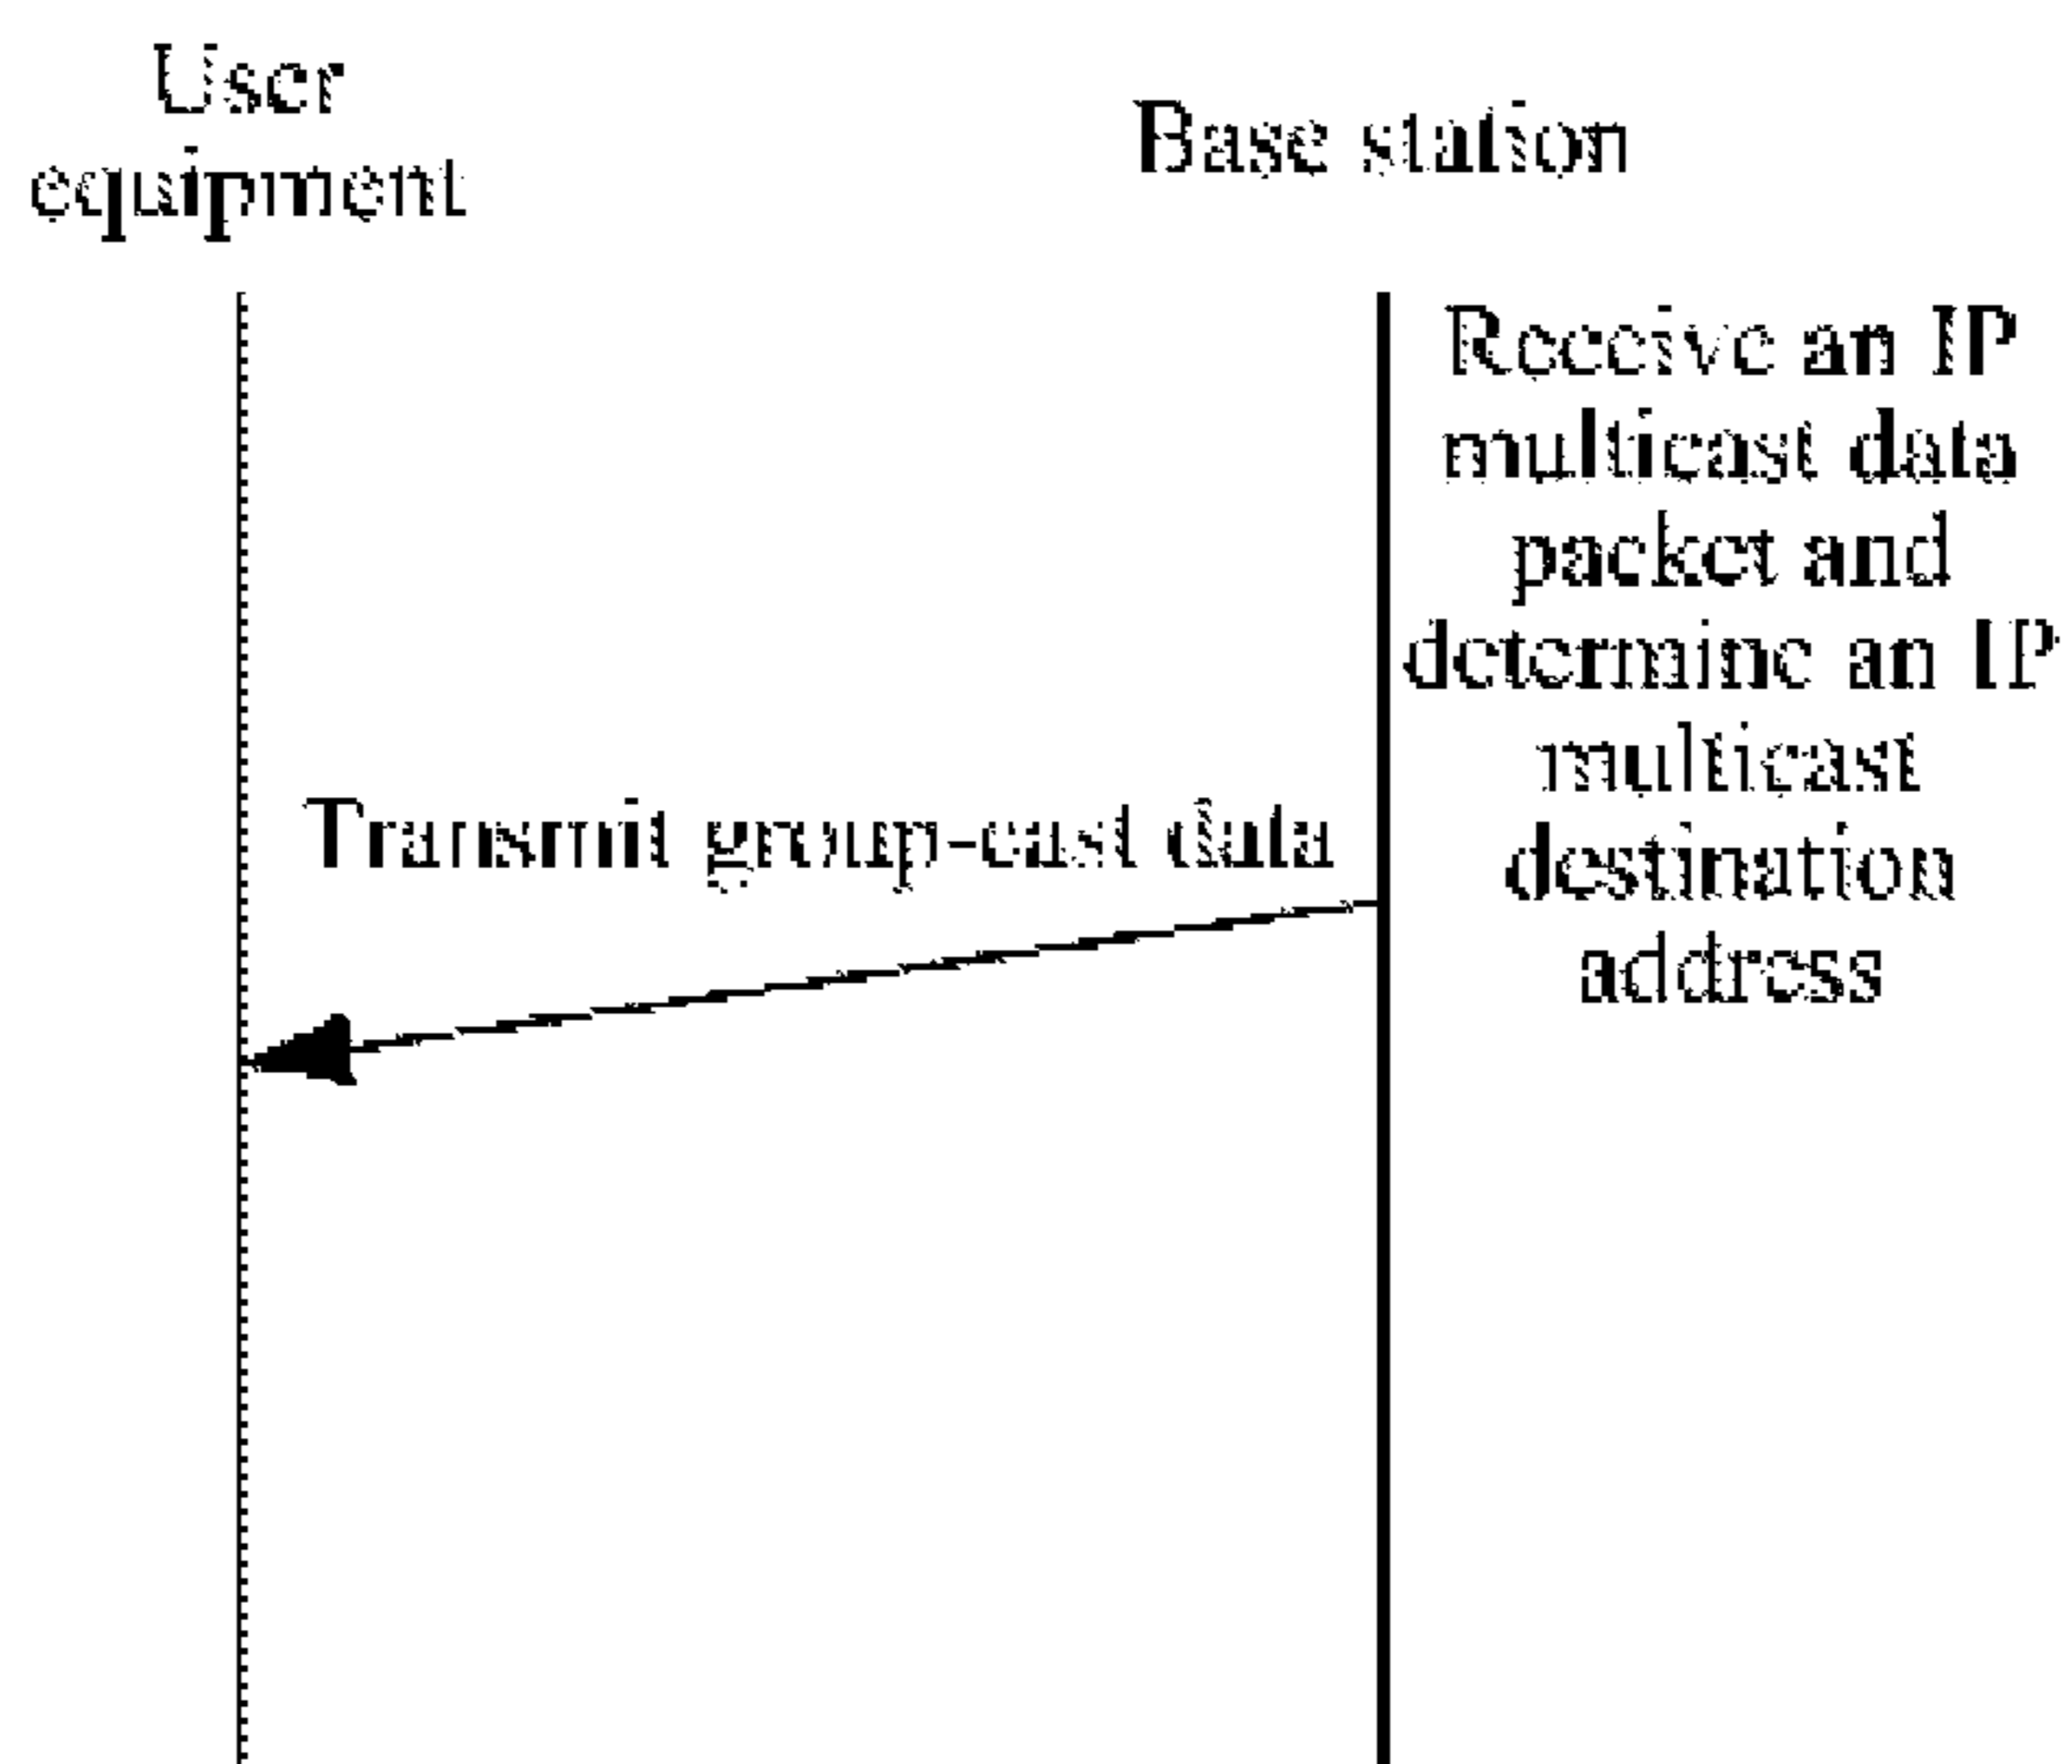 User
equipment
Base station
Receive an IP
multicast data
packet and
determine an IP
multicast
destination
address
Transmit group-cast data